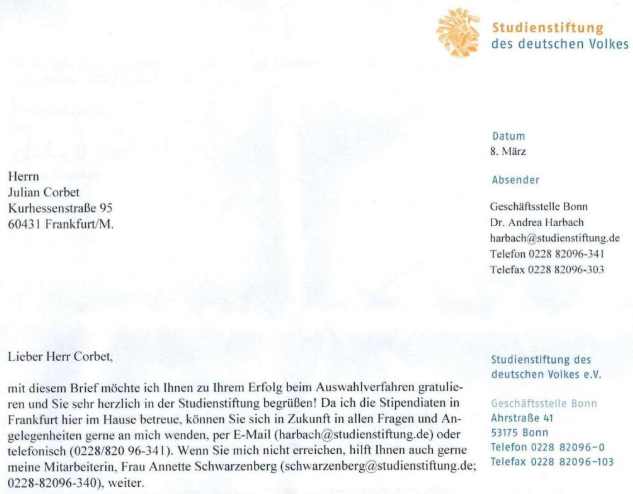 Studienstiftung
des deutschen Volkes
Datum
8. März
Herrn
Julian Corbet
Kurhessenstraße 95
60431 Frankfurt/M.
Absender
Geschäftsstelle Bonn
Dr. Andrea Harbach
harbach@studienstiftung.de
Telefon 0228 82096-341
Telefax 0228 82096-303
Lieber Herr Corbet,
mit diesem Brief möchte ich Ihnen zu Ihrem Erfolg beim Auswahlverfahren gratulie-
ren und Sie sehr herzlich in der Studienstiftung begrüßen! Da ich die Stipendiaten in
Frankfurt hier im Hause betreue, können Sie sich in Zukunft in allen Fragen und An-
gelegenheiten gerne an mich wenden, per E-Mail (harbach@studienstiftung.de) oder
telefonisch (0228/820 96-341). Wenn Sie mich nicht erreichen, hilft Ihnen auch gerne
meine Mitarbeiterin, Frau Annette Schwarzenberg (schwarzenberg@studienstiftung.de;
0228-82096-340), weiter.
Studienstiftung des
deutschen Volkes e.V.
Geschäftsstelle Bonn
Ahrstraße 41
53175 Bonn
Telefon 0228 82096-0
Telefax 0228 82096-103